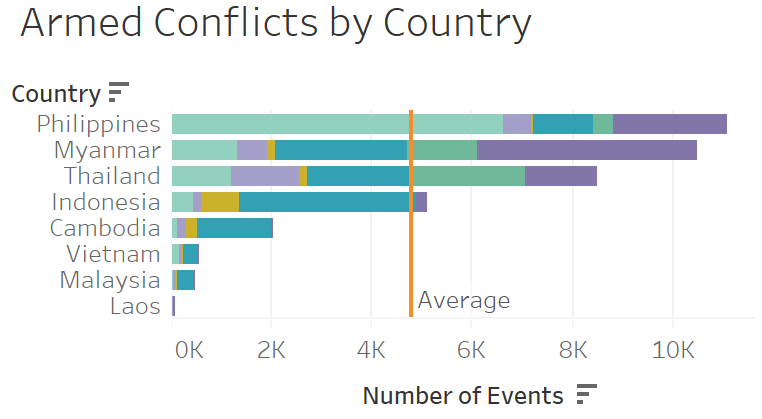 Armed Conflicts by Country
Country
Philippines
Myanmar
Thailand
Indonesia
Cambodia
Vietnam
Malaysia
Laos
Average
0K 2K 4K 6K 8K 10K
Number of Events